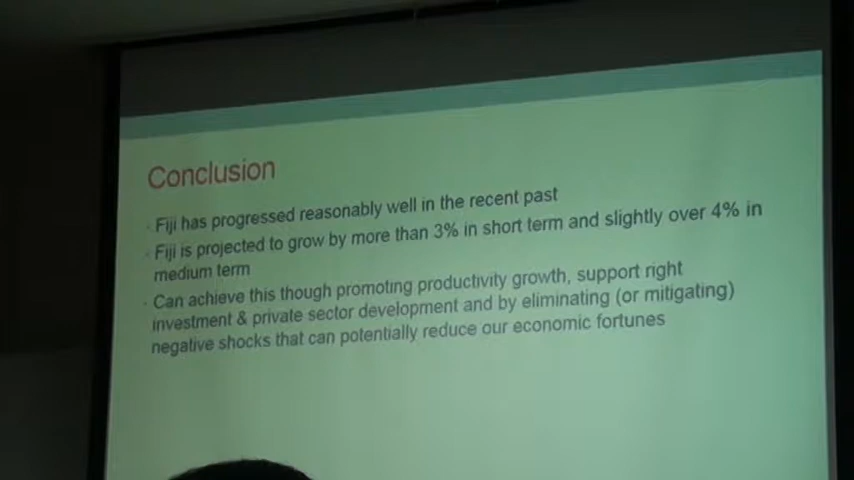 Conclusion
Fiji has progressed reasonably well in the recent past
Fiji is projected to grow by more than 3% in short term and slightly over 4% in
medium term
Can achieve this though promoting productivity growth, support right
investment & private sector development and by eliminating (or mitigating)
negative shocks that can potentially reduce our economic fortunes